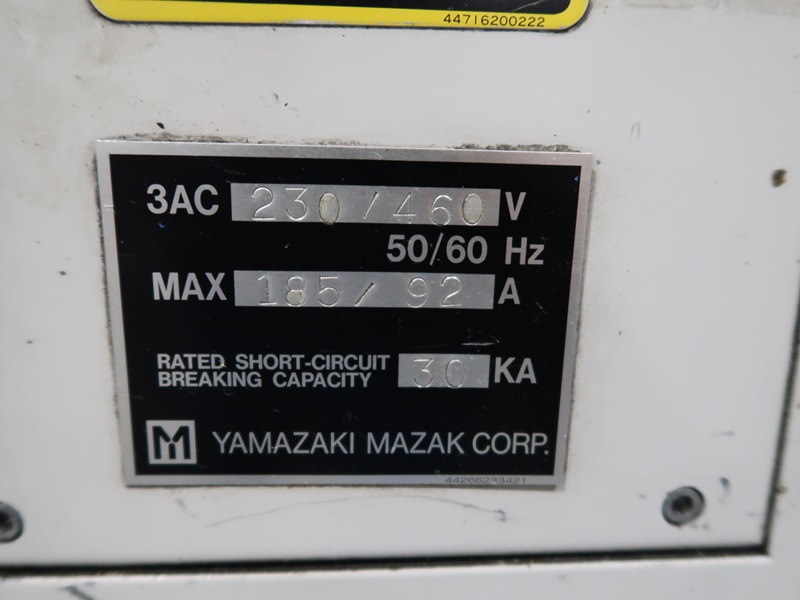 44716200222
3AC 230/460 V
50/60 Hz
MAX 185/ 92 A
RATED SHORT-CIRCUIT
BREAKING CAPACITY 30 KA
M YAMAZAKI MAZAK CORP.
44266233421